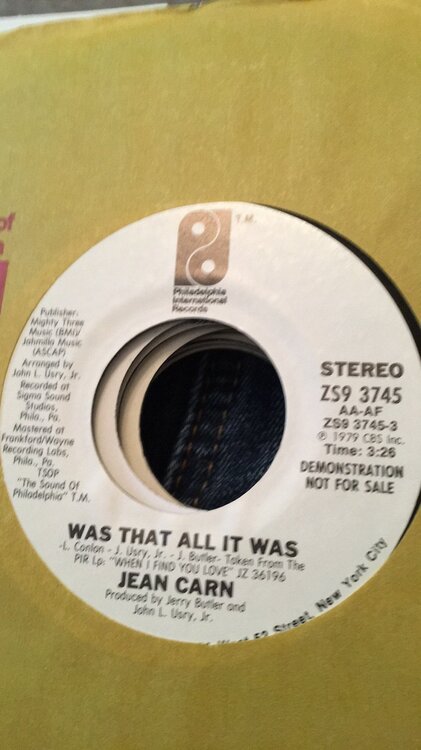 of
T.M.
Philadelphia
International
Records
Publisher:
Mighty Three
Music (BMI)/
Jahmilla Music
(ASCAP)
Arranged by
John L. Usry, Jr.
Recorded at
Sigma Sound
Studios,
Phila., Pa.
Mastered at
Frankford/Wayne
Recording Labs,
Phila., Pa.
TSOP
"The Sound Of
Philadelphia" T.M.
STEREO
ZS9 3745
AA-AF
ZS9 3745-3
℗ 1979 CBS Inc.
Time: 3:26
DEMONSTRATION
NOT FOR SALE
WAS THAT ALL IT WAS
-L. Conlon - J. Usry, Jr. - J. Butler- Taken From The
PIR Lp: "WHEN I FIND YOU LOVE" JZ 36196
JEAN CARN
Produced by Jerry Butler and
John L. Usry, Jr.
52 Street, New York City